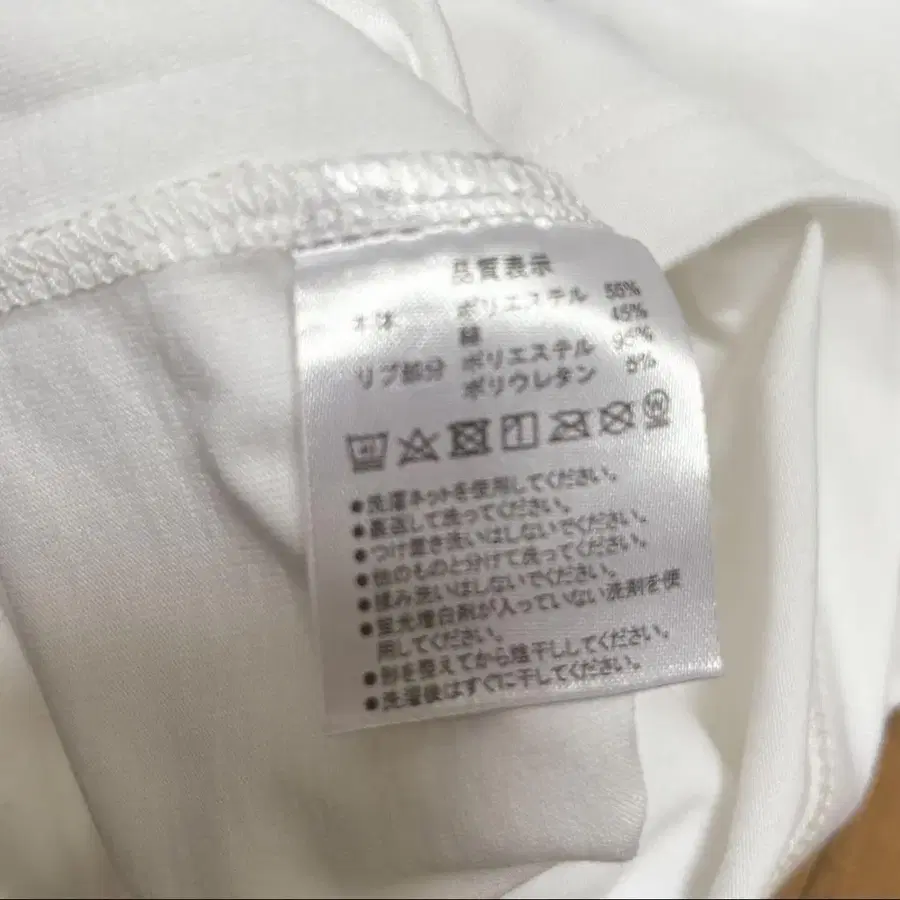 品質表示
本体 ポリエステル 55%
綿 45%
リブ部分 ポリエステル 95%
ポリウレタン 5%
●洗濯ネットを使用してください。
●裏返して洗ってください。
●つけ置き洗いはしないでください。
●他のものと分けて洗ってください。
●揉み洗いはしないでください。
●蛍光増白剤が入っていない洗剤を使
用してください。
●形を整えてから陰干ししてください。
●洗濯後はすぐに干してください。